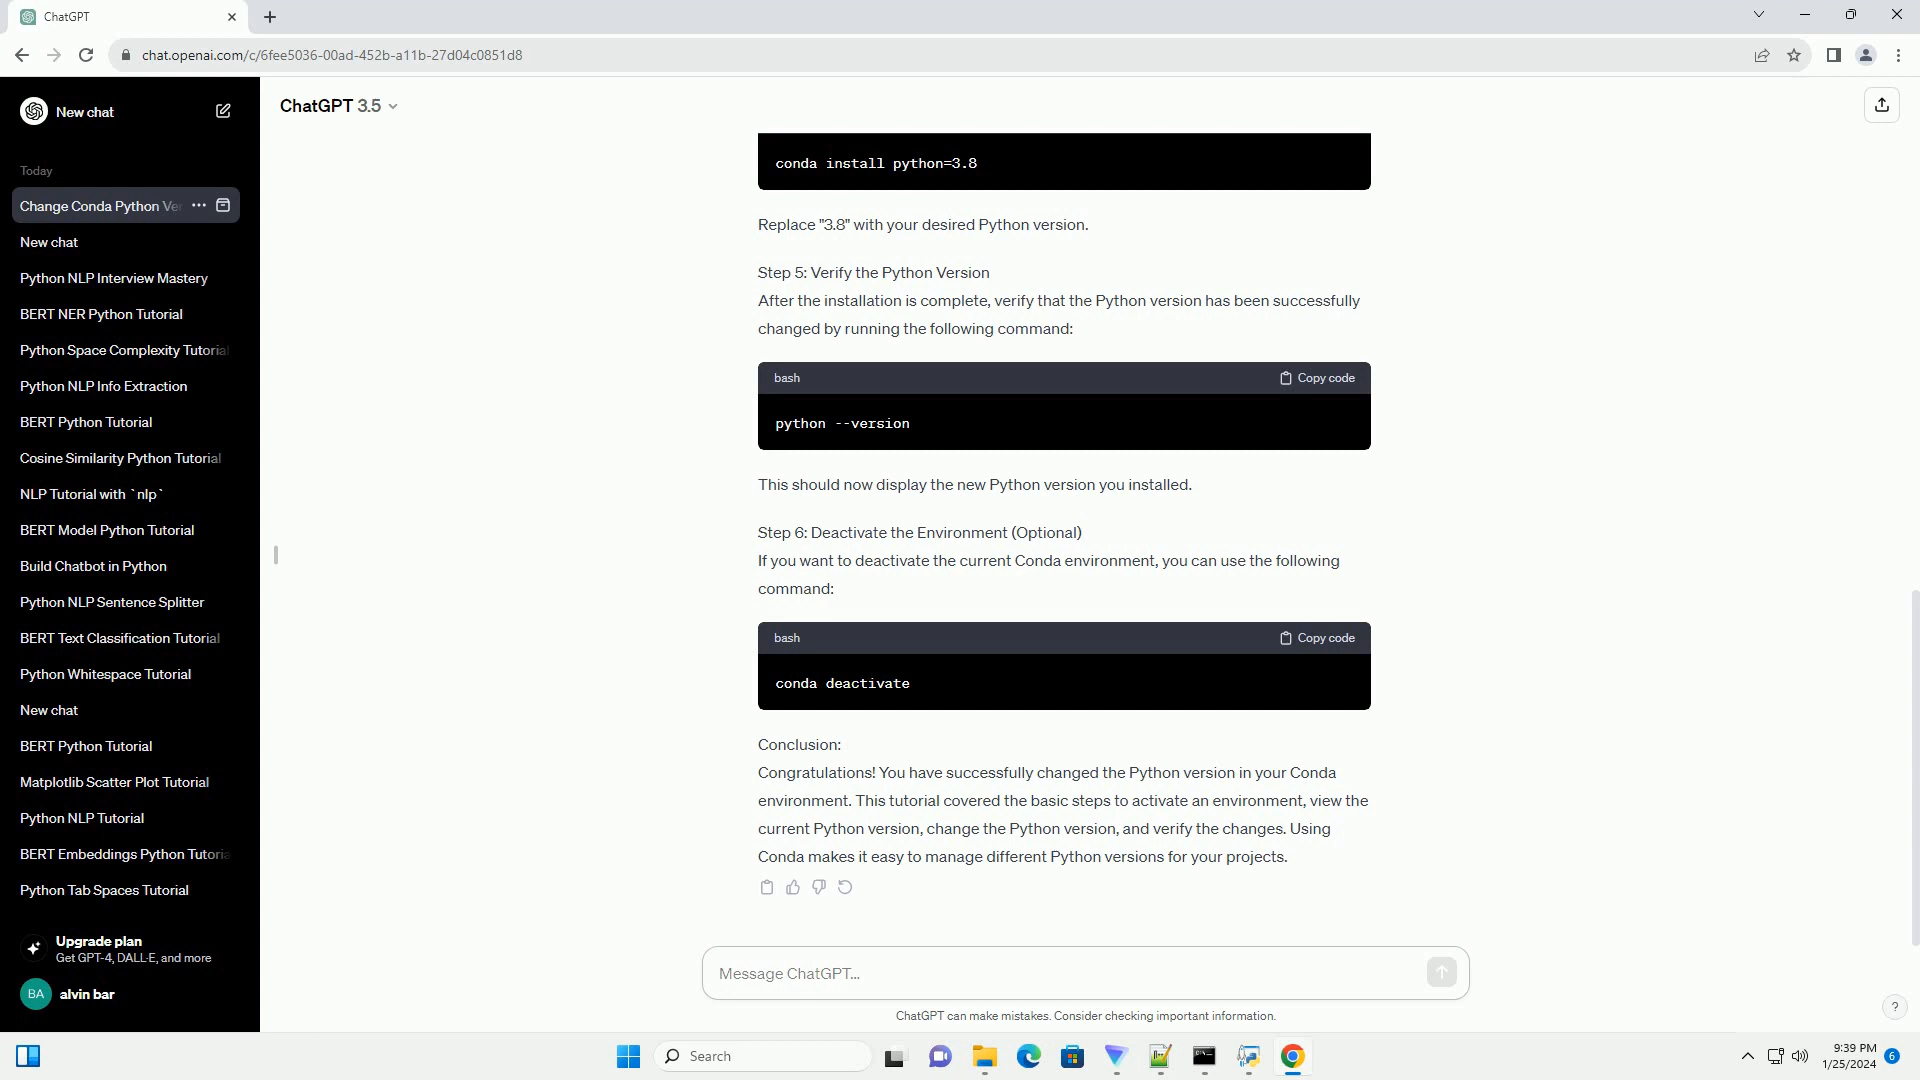 ChatGPT
chat.openai.com/c/6fee5036-00ad-452b-a11b-27d04c0851d8
New chat
Today
Change Conda Python Ver
New chat
Python NLP Interview Mastery
BERT NER Python Tutorial
Python Space Complexity Tutorial
Python NLP Info Extraction
BERT Python Tutorial
Cosine Similarity Python Tutorial
NLP Tutorial with `nlp`
BERT Model Python Tutorial
Build Chatbot in Python
Python NLP Sentence Splitter
BERT Text Classification Tutorial
Python Whitespace Tutorial
New chat
BERT Python Tutorial
Matplotlib Scatter Plot Tutorial
Python NLP Tutorial
BERT Embeddings Python Tutoria
Python Tab Spaces Tutorial
Upgrade plan
Get GPT-4, DALL·E, and more
BA alvin bar
ChatGPT 3.5
conda install python=3.8
Replace "3.8" with your desired Python version.
Step 5: Verify the Python Version
After the installation is complete, verify that the Python version has been successfully
changed by running the following command:
bash Copy code
python --version
This should now display the new Python version you installed.
Step 6: Deactivate the Environment (Optional)
If you want to deactivate the current Conda environment, you can use the following
command:
bash Copy code
conda deactivate
Conclusion:
Congratulations! You have successfully changed the Python version in your Conda
environment. This tutorial covered the basic steps to activate an environment, view the
current Python version, change the Python version, and verify the changes. Using
Conda makes it easy to manage different Python versions for your projects.
Message ChatGPT...
ChatGPT can make mistakes. Consider checking important information.
?
Search
9:39 PM
1/25/2024
6